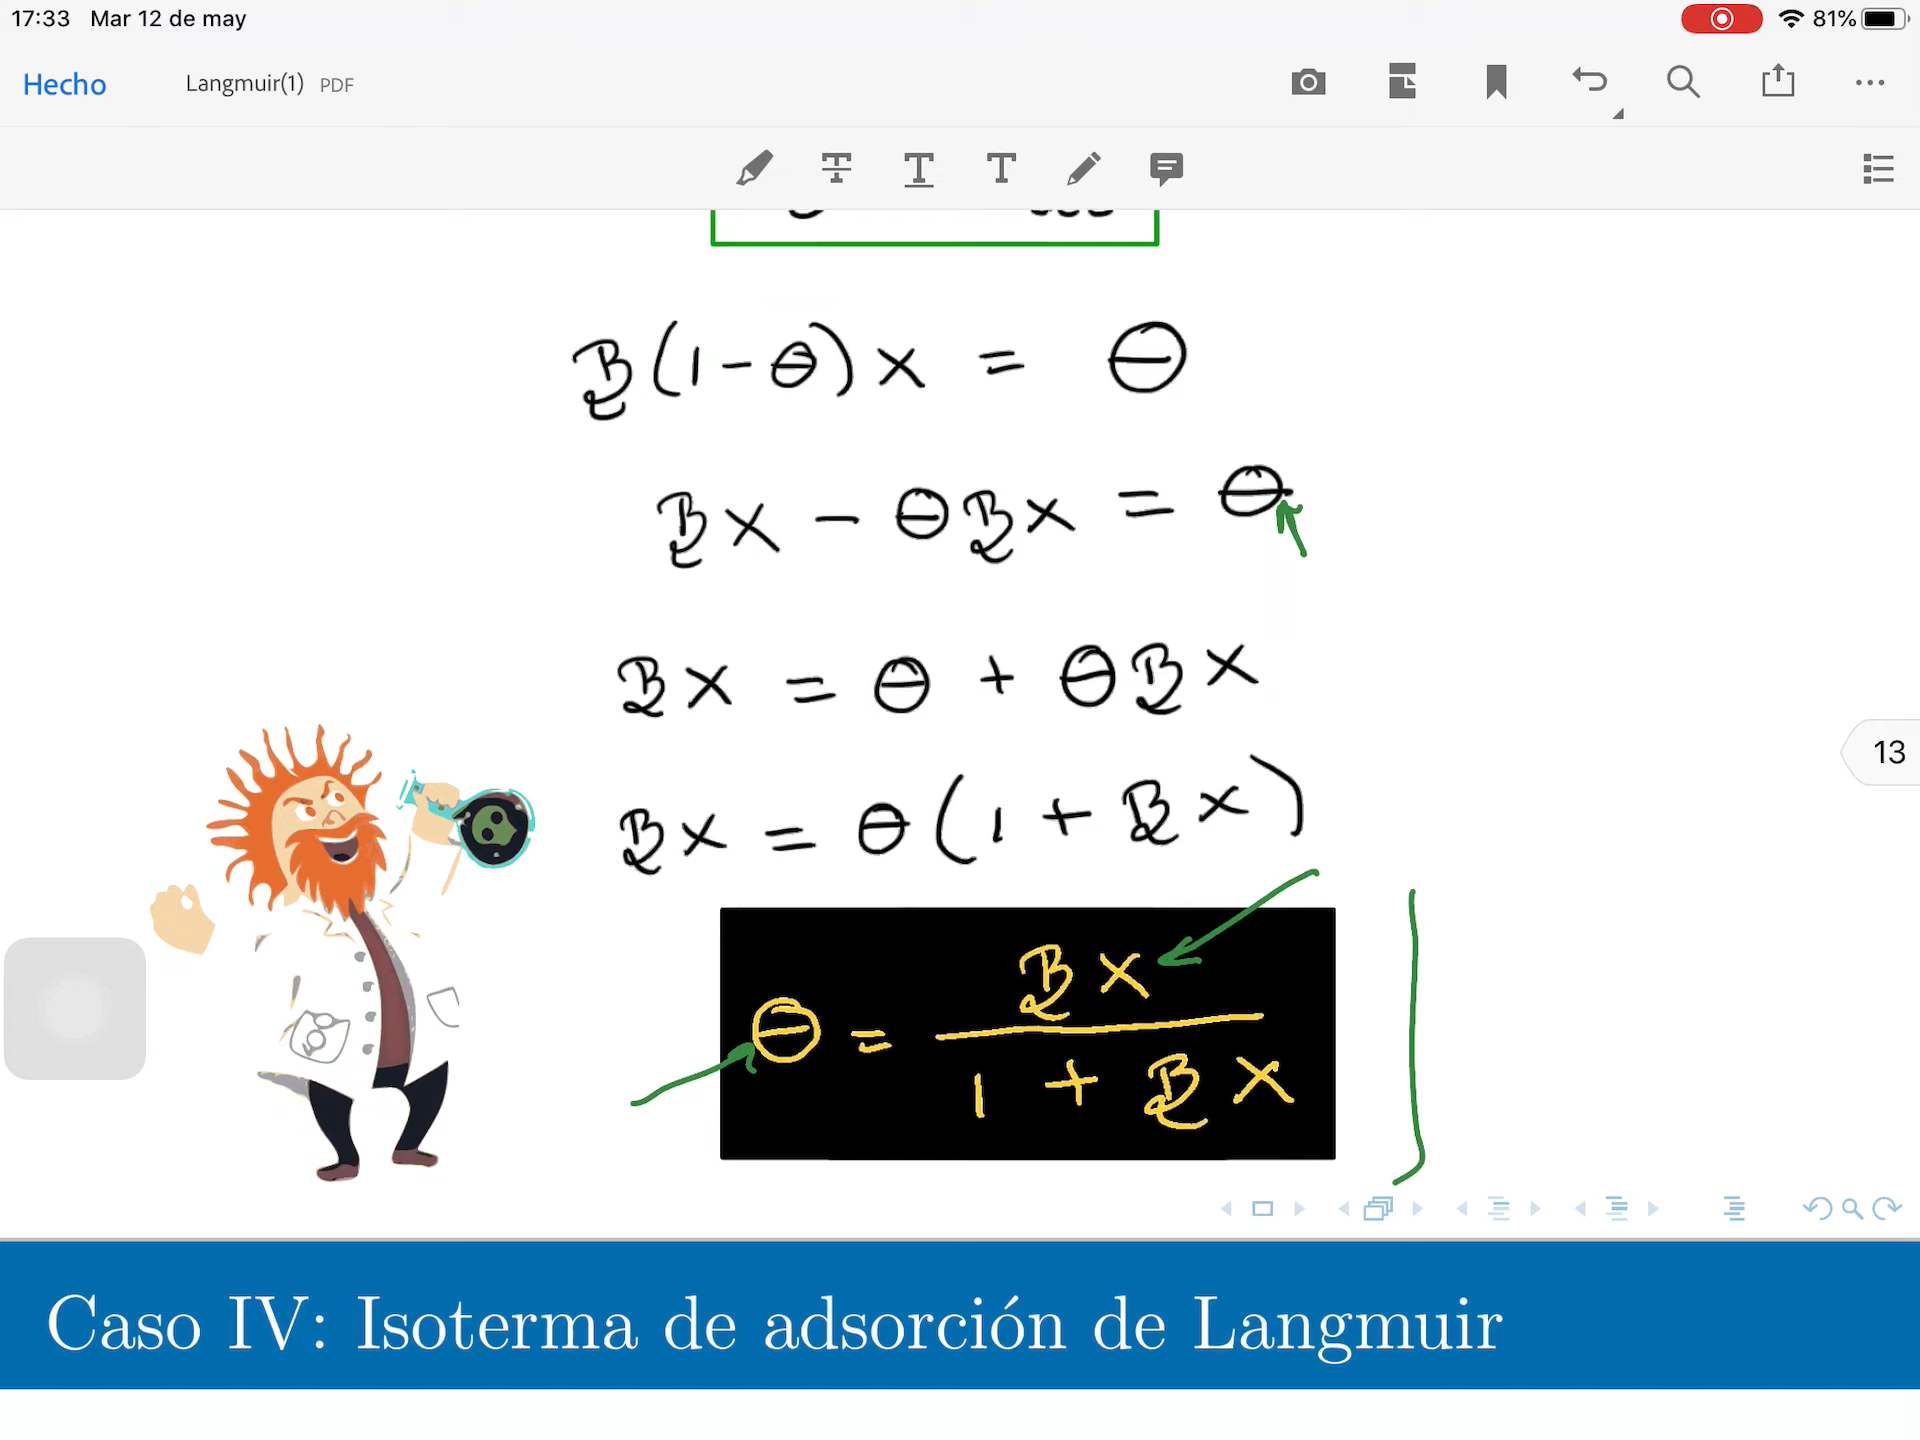 17:33 Mar 12 de may 81%
Hecho Langmuir(1) PDF
B(1-θ)x = θ
Bx - θBx = θ
Bx = θ + θBx
Bx = θ(1 + Bx)
13
θ = Bx / 1 + Bx
Caso IV: Isoterma de adsorción de Langmuir